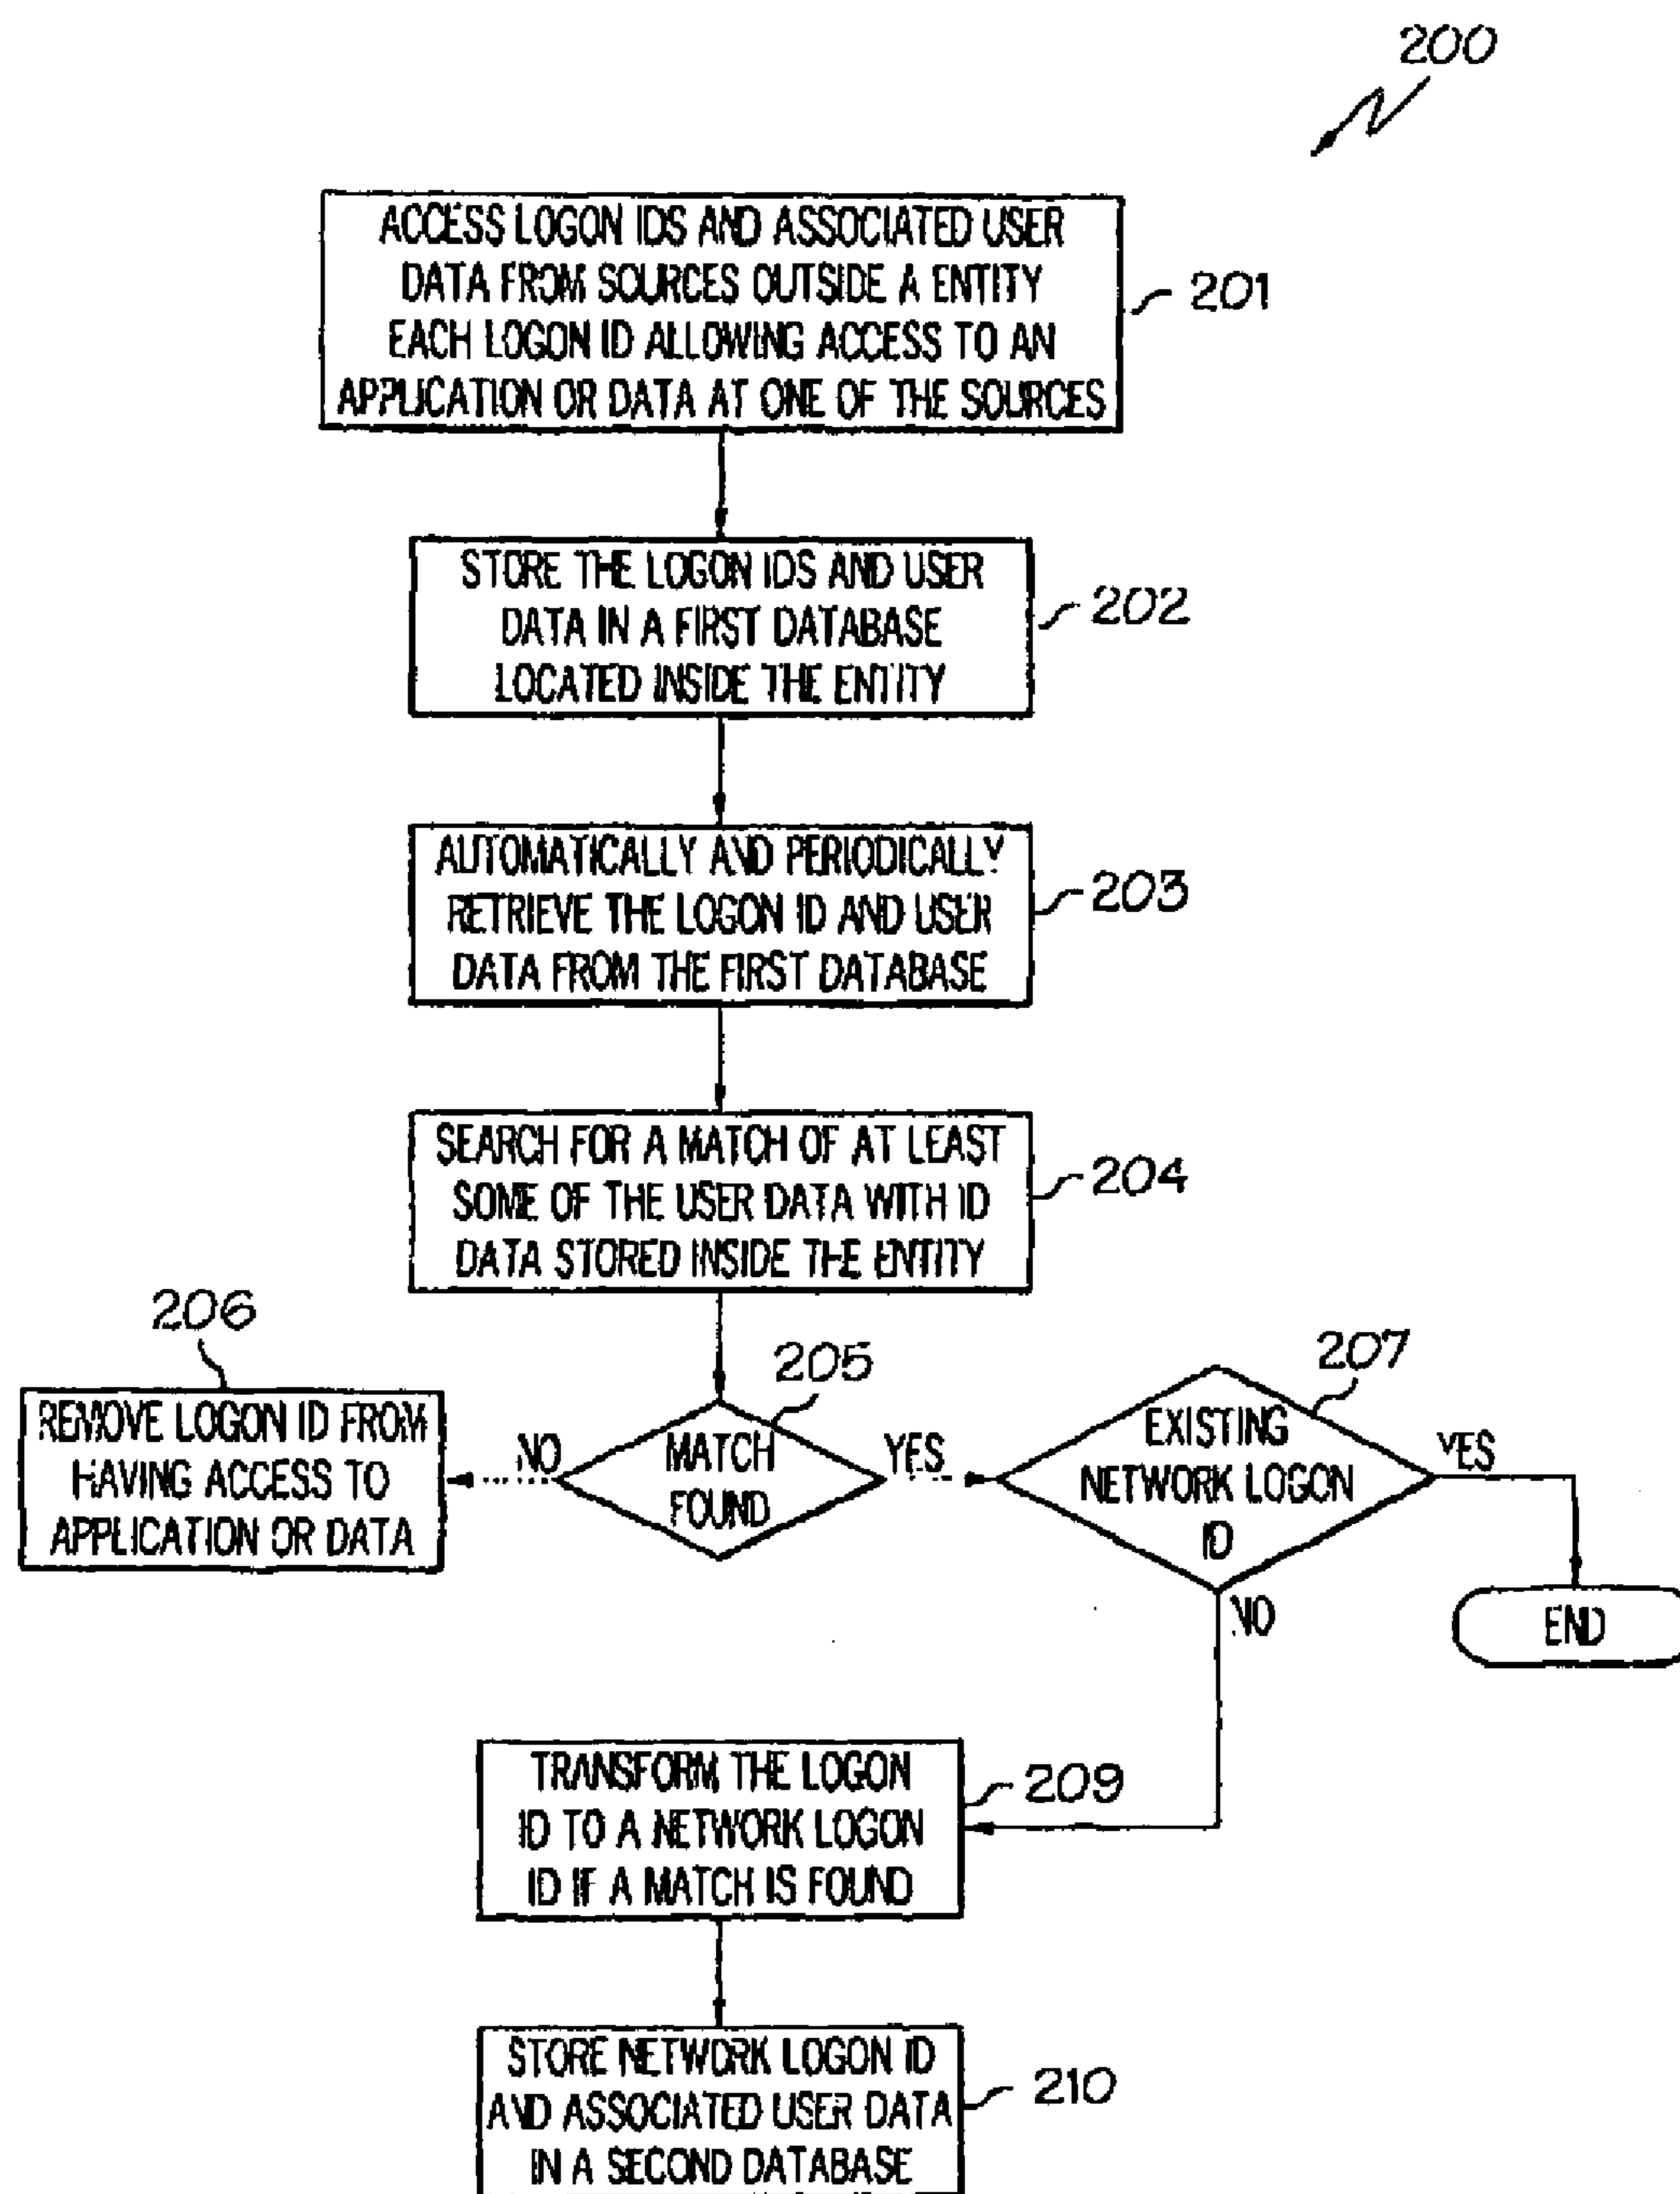 200
ACCESS LOGON IDS AND ASSOCIATED USER
DATA FROM SOURCES OUTSIDE A ENTITY
EACH LOGON ID ALLOWING ACCESS TO AN
APPLICATION OR DATA AT ONE OF THE SOURCES
201
STORE THE LOGON IDS AND USER
DATA IN A FIRST DATABASE
LOCATED INSIDE THE ENTITY
202
AUTOMATICALLY AND PERIODICALLY
RETRIEVE THE LOGON ID AND USER
DATA FROM THE FIRST DATABASE
203
SEARCH FOR A MATCH OF AT LEAST
SOME OF THE USER DATA WITH ID
DATA STORED INSIDE THE ENTITY
204
206
REMOVE LOGON ID FROM
HAVING ACCESS TO
APPLICATION OR DATA
NO
205
MATCH
FOUND
YES
207
EXISTING
NETWORK LOGON
ID
YES
END
NO
TRANSFORM THE LOGON
ID TO A NETWORK LOGON
ID IF A MATCH IS FOUND
209
STORE NETWORK LOGON ID
AND ASSOCIATED USER DATA
IN A SECOND DATABASE
210